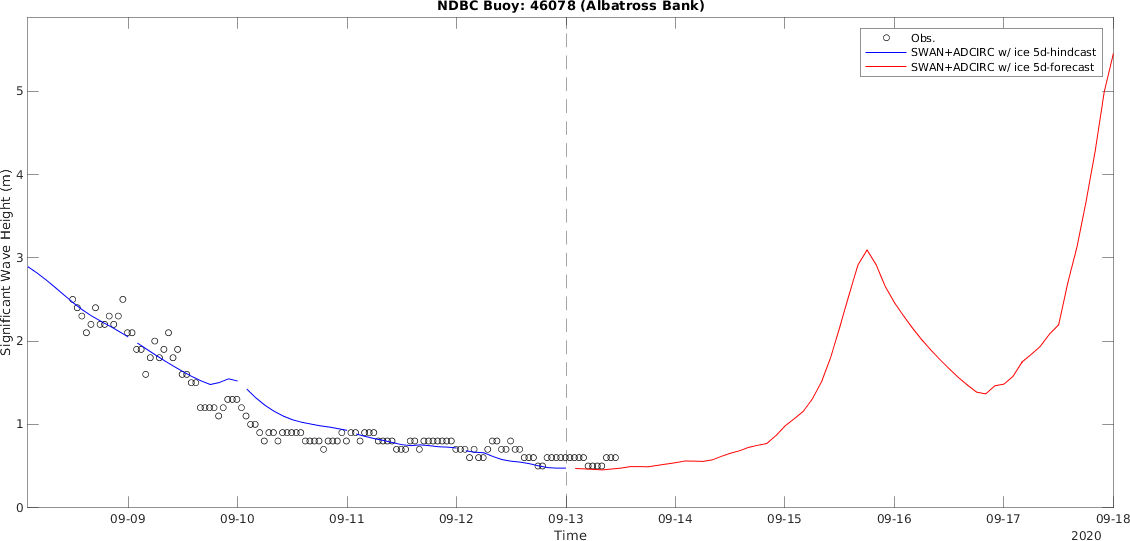 NDBC Buoy: 46078 (Albatross Bank)
Obs.
SWAN+ADCIRC w/ ice 5d-hindcast
SWAN+ADCIRC w/ ice 5d-forecast
Significant Wave Height (m)
5
4
3
2
1
0
09-09 09-10 09-11 09-12 09-13 09-14 09-15 09-16 09-17 09-18
Time
2020